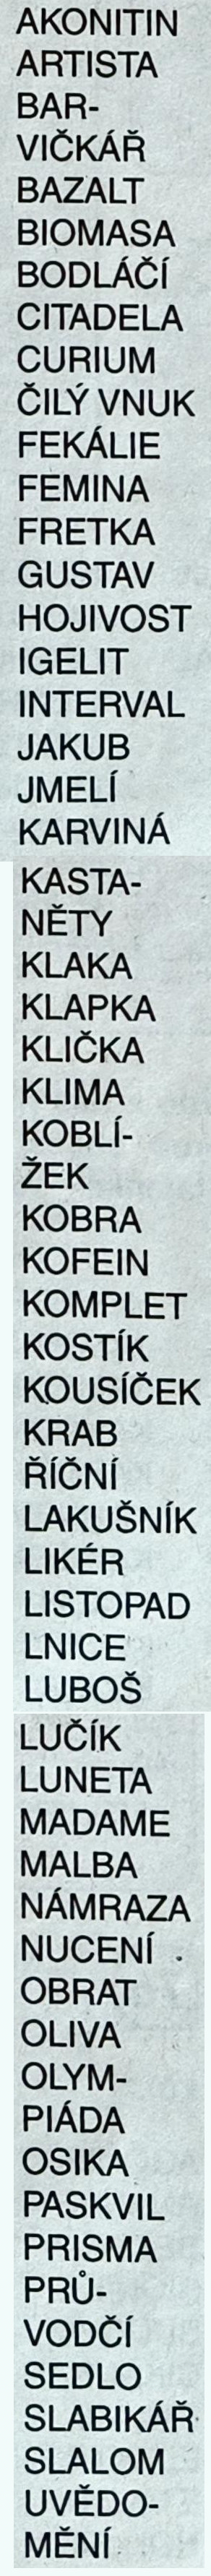 AKONITIN
ARTISTA
BAR-
VIČKÁŘ
BAZALT
BIOMASA
BODLÁČÍ
CITADELA
CURIUM
ČILÝ VNUK
FEKÁLIE
FEMINA
FRETKA
GUSTAV
HOJIVOST
IGELIT
INTERVAL
JAKUB
JMELÍ
KARVINÁ
KASTA-
NĚTY
KLAKA
KLAPKA
KLIČKA
KLIMA
KOBLÍ-
ŽEK
KOBRA
KOFEIN
KOMPLET
KOSTÍK
KOUSÍČEK
KRAB
ŘÍČNÍ
LAKUŠNÍK
LIKÉR
LISTOPAD
LNICE
LUBOŠ
LUČÍK
LUNETA
MADAME
MALBA
NÁMRAZA
NUCENÍ
OBRAT
OLIVA
OLYM-
PIÁDA
OSIKA
PASKVIL
PRISMA
PRŮ-
VODČÍ
SEDLO
SLABIKÁŘ
SLALOM
UVĚDO-
MĚNÍ